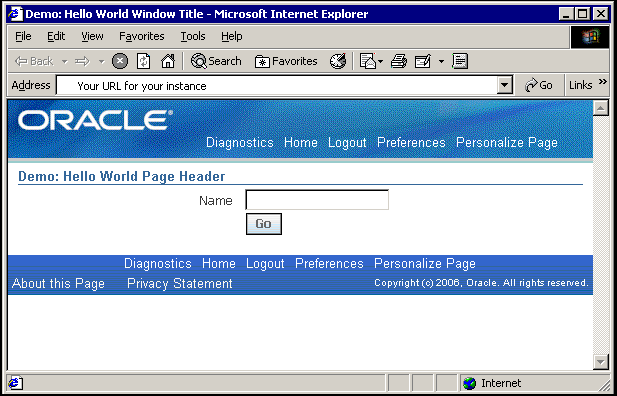 Demo: Hello World Window Title - Microsoft Internet Explorer
File Edit View Favorites Tools Help
Back Search Favorites
Address Your URL for your instance Go Links »
ORACLE®
Diagnostics Home Logout Preferences Personalize Page
Demo: Hello World Page Header
Name
Go
Diagnostics Home Logout Preferences Personalize Page
About this Page Privacy Statement Copyright (c) 2006, Oracle. All rights reserved.
Internet